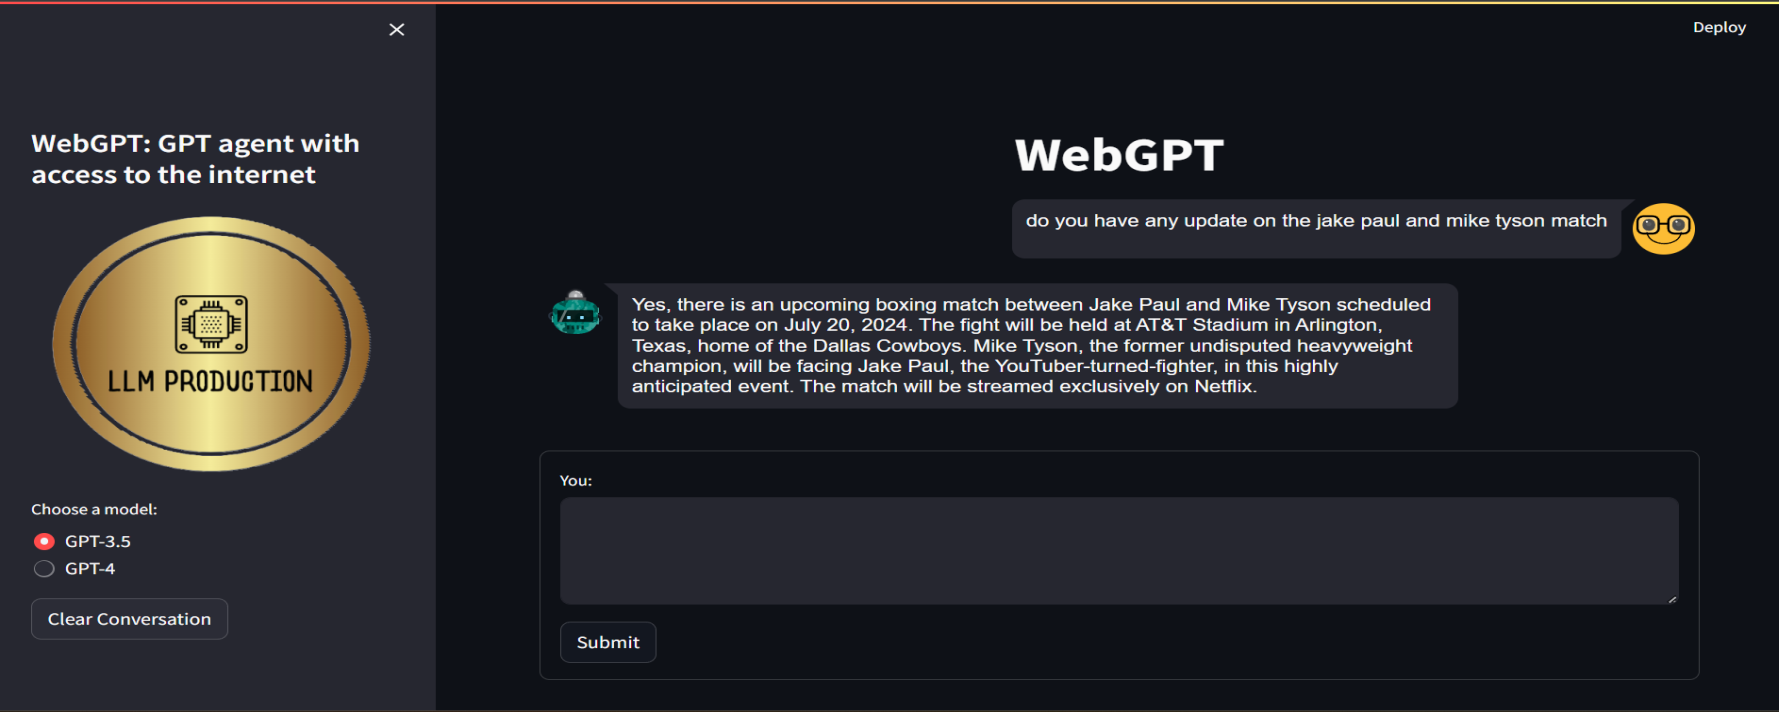 Deploy
WebGPT: GPT agent with
access to the internet
LLM PRODUCTION
Choose a model:
GPT-3.5
GPT-4
Clear Conversation
WebGPT
do you have any update on the jake paul and mike tyson match
Yes, there is an upcoming boxing match between Jake Paul and Mike Tyson scheduled
to take place on July 20, 2024. The fight will be held at AT&T Stadium in Arlington,
Texas, home of the Dallas Cowboys. Mike Tyson, the former undisputed heavyweight
champion, will be facing Jake Paul, the YouTuber-turned-fighter, in this highly
anticipated event. The match will be streamed exclusively on Netflix.
You:
Submit